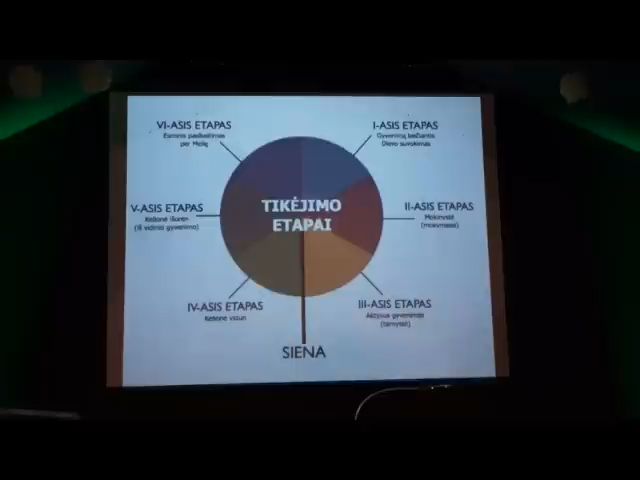 VI-ASIS ETAPAS
Esminis pasikeitimas
per Meilę
I-ASIS ETAPAS
Gyvenimą keičiantis
Dievo suvokimas
V-ASIS ETAPAS
Kelionė išorėn
(iš vidinio gyvenimo)
TIKĖJIMO
ETAPAI
II-ASIS ETAPAS
Mokinystė
(mokymasis)
IV-ASIS ETAPAS
Kelionė vidun
III-ASIS ETAPAS
Aktyvus gyvenimas
(tarnystė)
SIENA